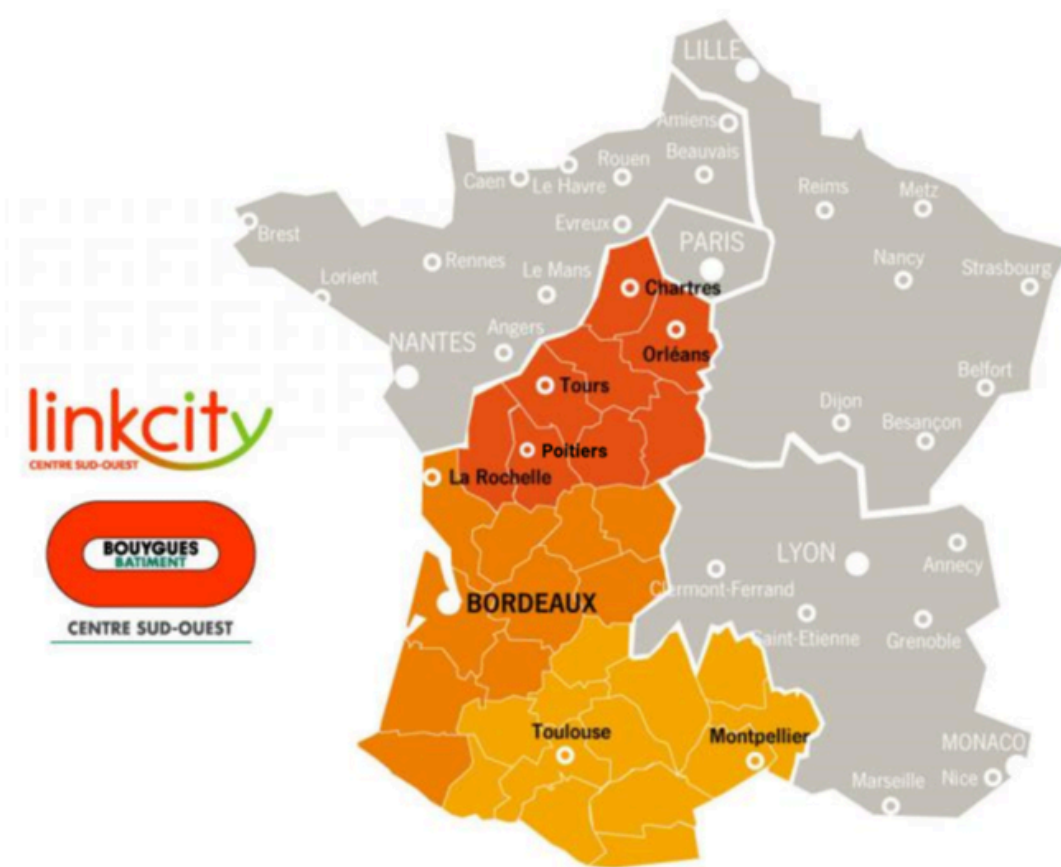 LILLE
Amiens
Rouen
Beauvais
Caen
Le Havre
Reims
Metz
Evreux
Brest
PARIS
Rennes
Nancy
Strasbourg
Lorient
Le Mans
Chartres
Angers
Orléans
NANTES
Tours
Belfort
Dijon
Besançon
linkcity
CENTRE SUD-OUEST
Poitiers
La Rochelle
BOUYGUES
BATIMENT
LYON
Annecy
Clermont-Ferrand
BORDEAUX
CENTRE SUD-OUEST
Saint-Etienne
Grenoble
Toulouse
Montpellier
MONACO
Marseille
Nice